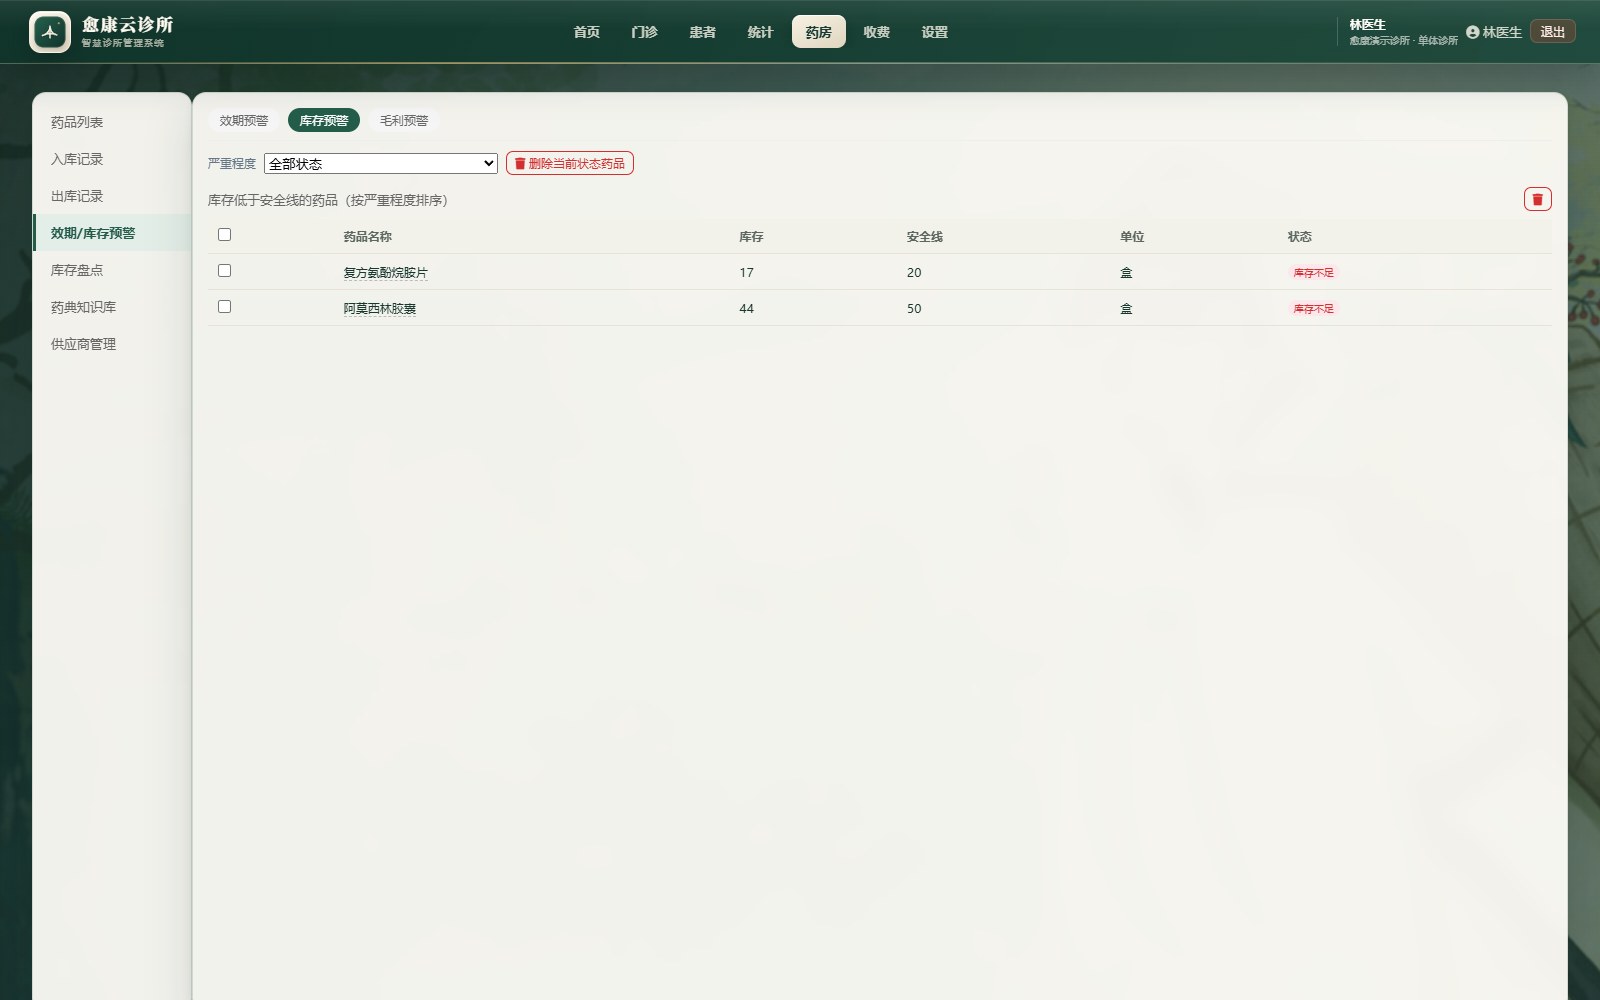 愈康云诊所
智慧诊所管理系统
首页 门诊 患者 统计 药房 收费 设置
林医生
愈康演示诊所 · 单体诊所
林医生
退出
药品列表
入库记录
出库记录
效期/库存预警
库存盘点
药典知识库
供应商管理
效期预警 库存预警 毛利预警
严重程度 全部状态 删除当前状态药品
库存低于安全线的药品（按严重程度排序）
药品名称 库存 安全线 单位 状态
复方氨酚烷胺片 17 20 盒 库存不足
阿莫西林胶囊 44 50 盒 库存不足